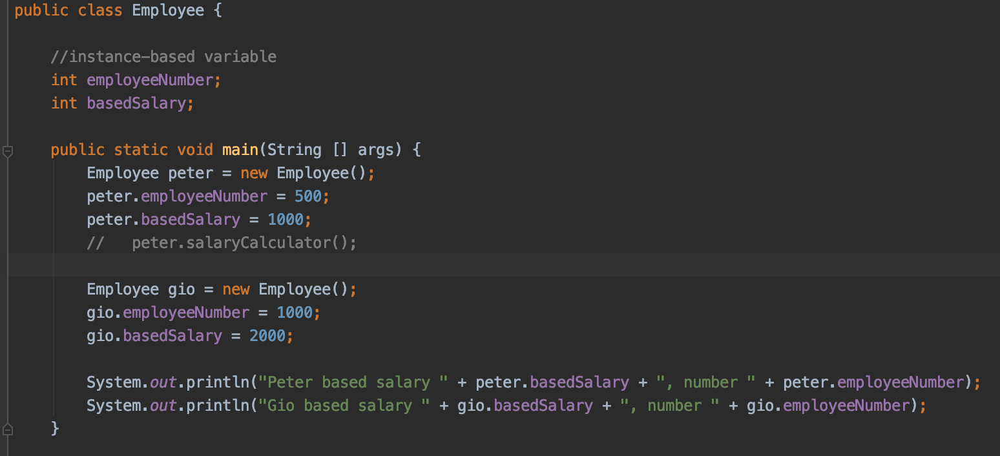 public class Employee {
//instance-based variable
int employeeNumber;
int basedSalary;
public static void main(String [] args) {
Employee peter = new Employee();
peter.employeeNumber = 500;
peter.basedSalary = 1000;
//   peter.salaryCalculator();
Employee gio = new Employee();
gio.employeeNumber = 1000;
gio.basedSalary = 2000;
System.out.println("Peter based salary " + peter.basedSalary + ", number " + peter.employeeNumber);
System.out.println("Gio based salary " + gio.basedSalary + ", number " + gio.employeeNumber);
}